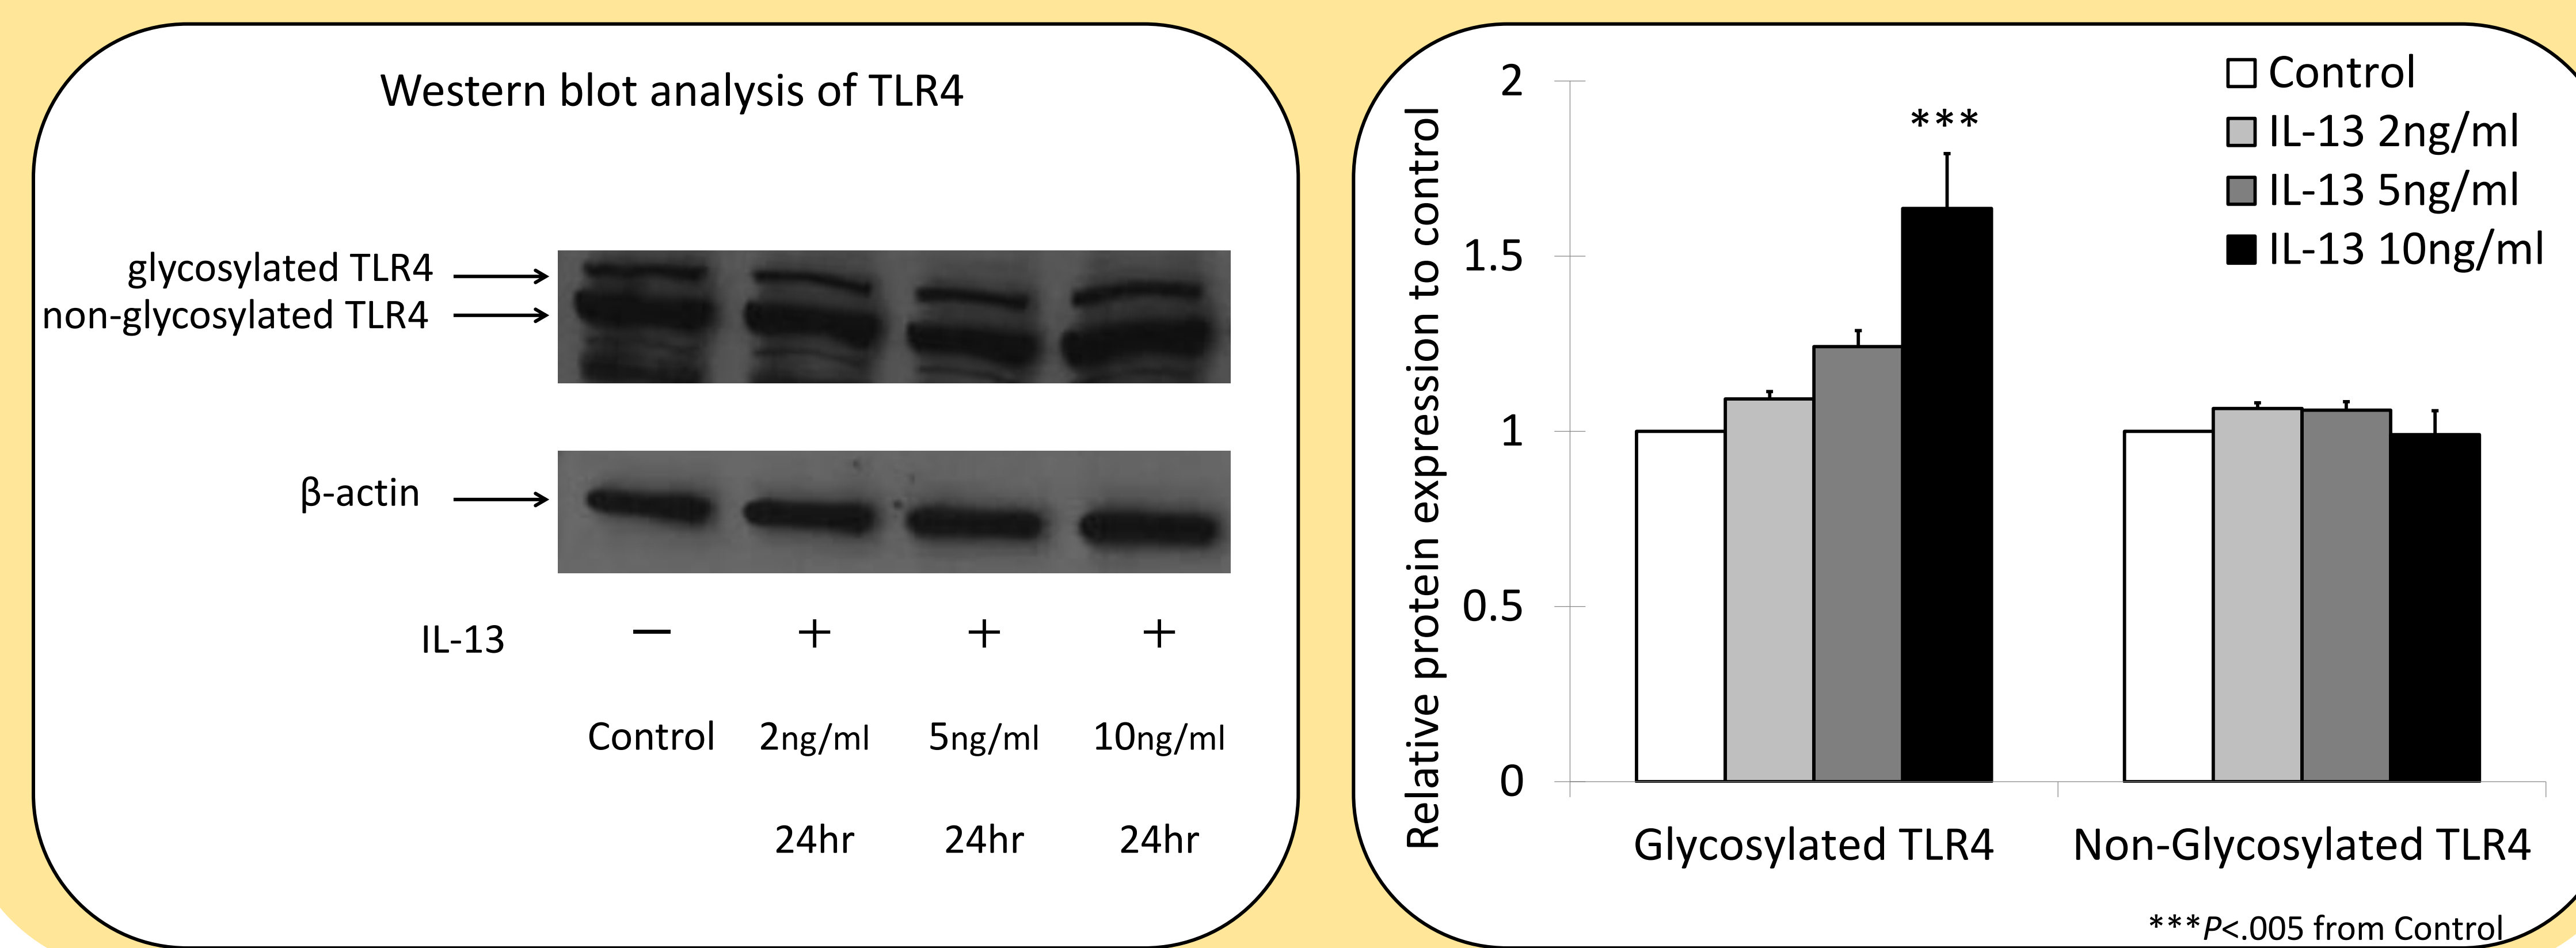 Western blot analysis of TLR4
glycosylated TLR4
non-glycosylated TLR4
β-actin
IL-13 — + + +
Control 2ng/ml 5ng/ml 10ng/ml
24hr 24hr 24hr
Relative protein expression to control
2
1.5
1
0.5
0
***
Control
IL-13 2ng/ml
IL-13 5ng/ml
IL-13 10ng/ml
Glycosylated TLR4 Non-Glycosylated TLR4
***P<.005 from Control